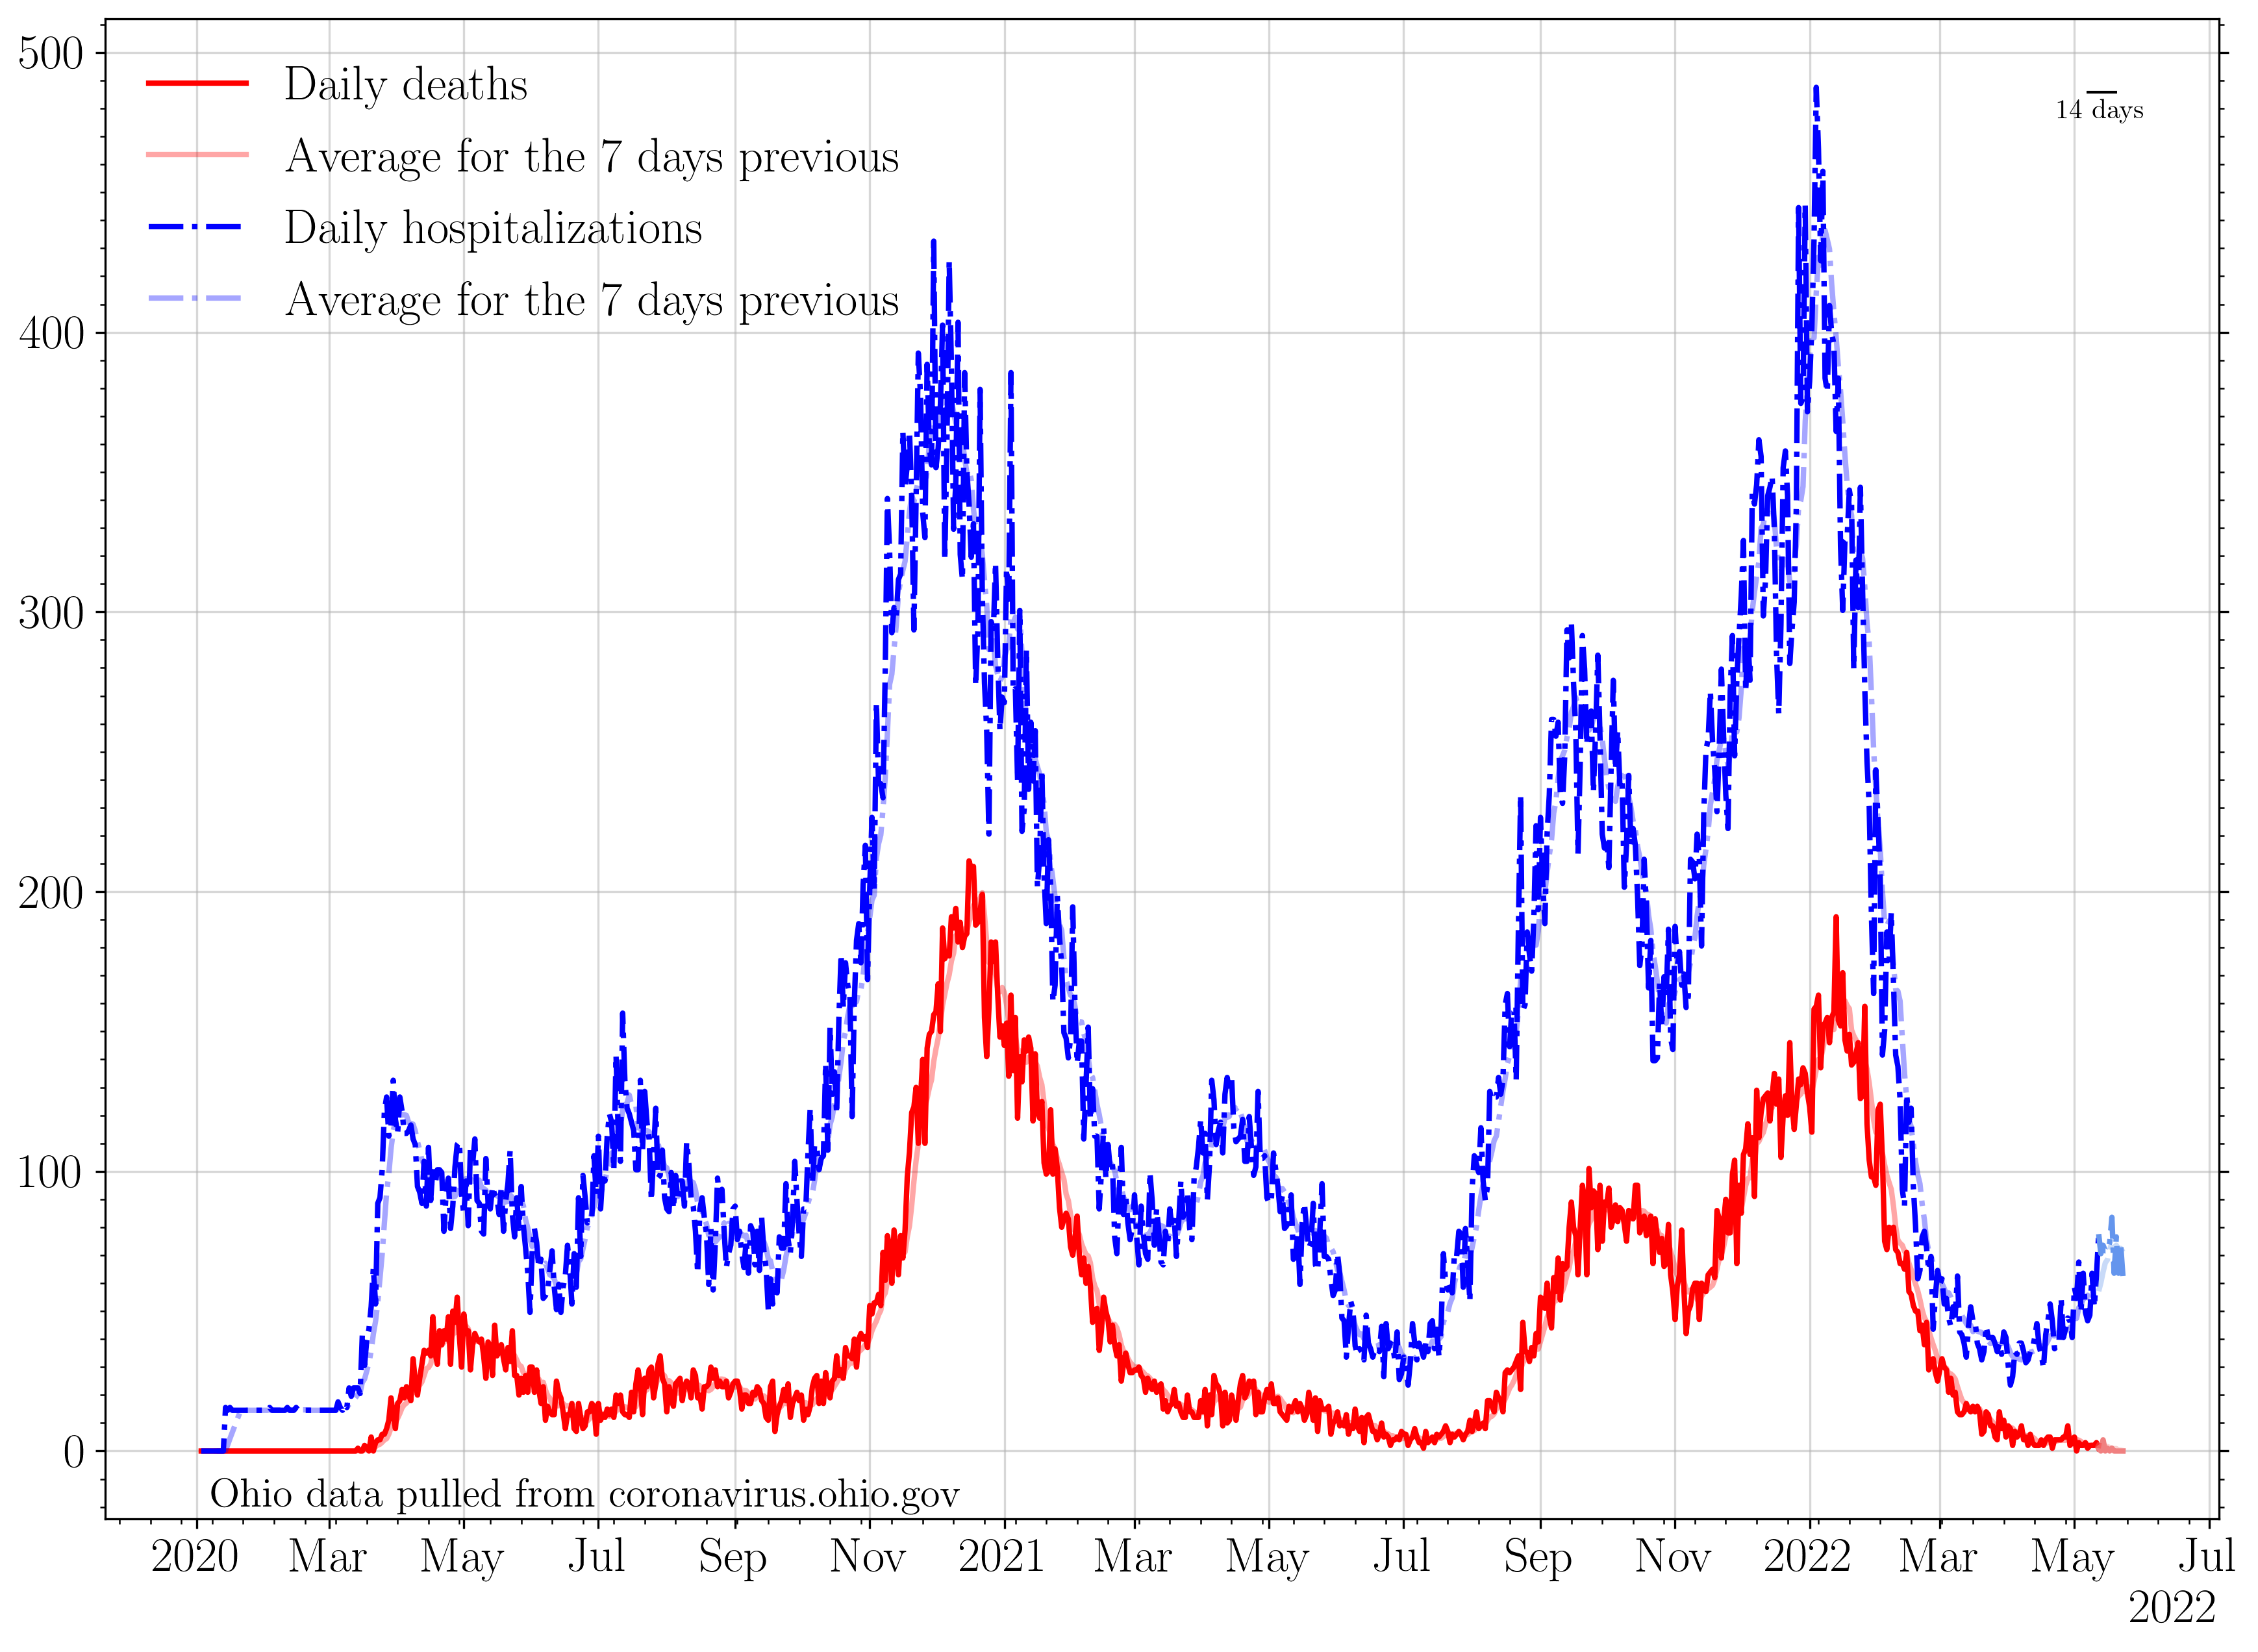 500
400
300
200
100
0
Daily deaths
Average for the 7 days previous
Daily hospitalizations
Average for the 7 days previous
14 days
Ohio data pulled from coronavirus.ohio.gov
2020 Mar May Jul Sep Nov 2021 Mar May Jul Sep Nov 2022 Mar May Jul
2022